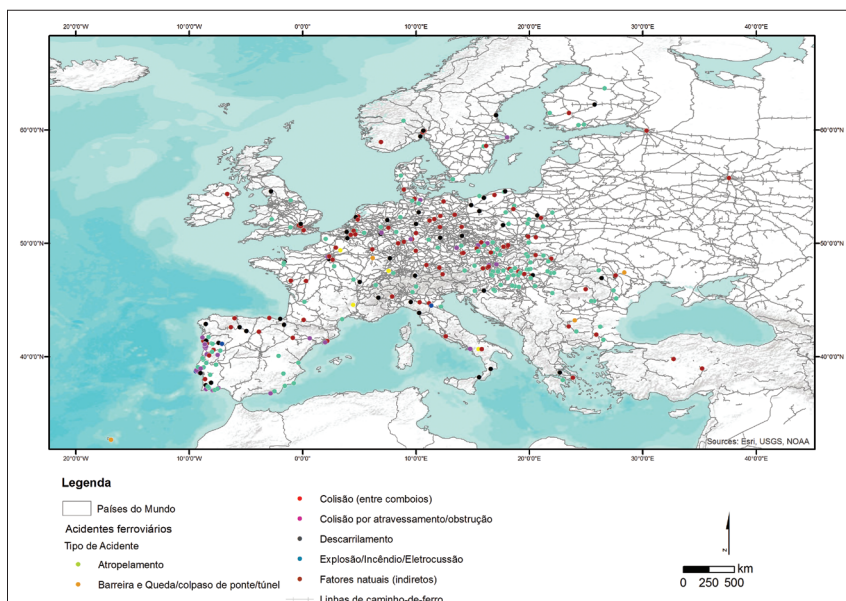 20°0'0"W
10°0'0"W
0°0'0"
10°0'0"E
20°0'0"E
30°0'0"E
40°0'0"E
60°0'0"N
60°0'0"N
50°0'0"N
50°0'0"N
40°0'0"N
40°0'0"N
Sources: Esri, USGS, NOAA
20°0'0"W
10°0'0"W
0°0'0"
10°0'0"E
20°0'0"E
30°0'0"E
40°0'0"E
Legenda
Países do Mundo
Acidentes ferroviários
Tipo de Acidente
Atropelamento
Barreira e Queda/colpaso de ponte/túnel
Colisão (entre comboios)
Colisão por atravessamento/obstrução
Descarrilamento
Explosão/Incêndio/Eletrocussão
Fatores natuais (indiretos)
Linhas de caminho-de-ferro
Z
km
0 250 500